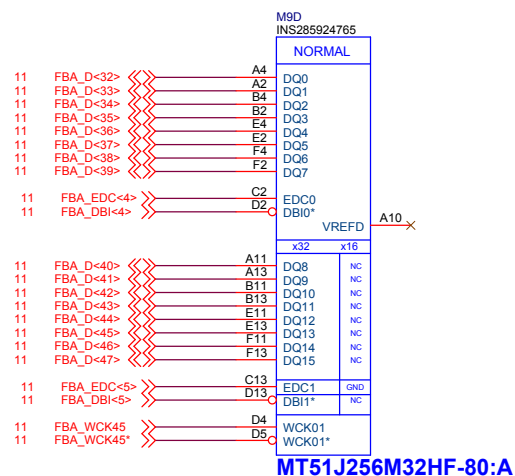 M9D
INS285924765
NORMAL
11 FBA_D<32> A4 DQ0
11 FBA_D<33> A2 DQ1
11 FBA_D<34> B4 DQ2
11 FBA_D<35> B2 DQ3
11 FBA_D<36> E4 DQ4
11 FBA_D<37> E2 DQ5
11 FBA_D<38> F4 DQ6
11 FBA_D<39> F2 DQ7
11 FBA_EDC<4> C2 EDC0
11 FBA_DBI<4> D2 DBI0*
VREFD A10
x32 x16
11 FBA_D<40> A11 DQ8 NC
11 FBA_D<41> A13 DQ9 NC
11 FBA_D<42> B11 DQ10 NC
11 FBA_D<43> B13 DQ11 NC
11 FBA_D<44> E11 DQ12 NC
11 FBA_D<45> E13 DQ13 NC
11 FBA_D<46> F11 DQ14 NC
11 FBA_D<47> F13 DQ15 NC
11 FBA_EDC<5> C13 EDC1 GND
11 FBA_DBI<5> D13 DBI1* NC
11 FBA_WCK45 D4 WCK01
11 FBA_WCK45* D5 WCK01*
MT51J256M32HF-80:A